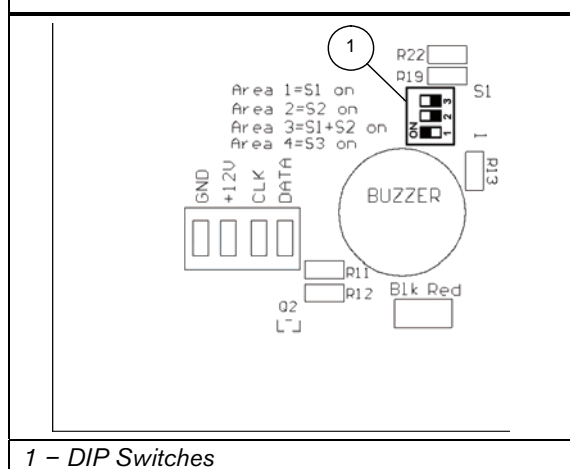 1
R22
R19
S1
Area 1=S1 on
Area 2=S2 on
Area 3=S1+S2 on
Area 4=S3 on
ON
1 2 3
1
R13
GND
+12V
CLK
DATA
BUZZER
R11
R12
Blk Red
Q2
1 – DIP Switches